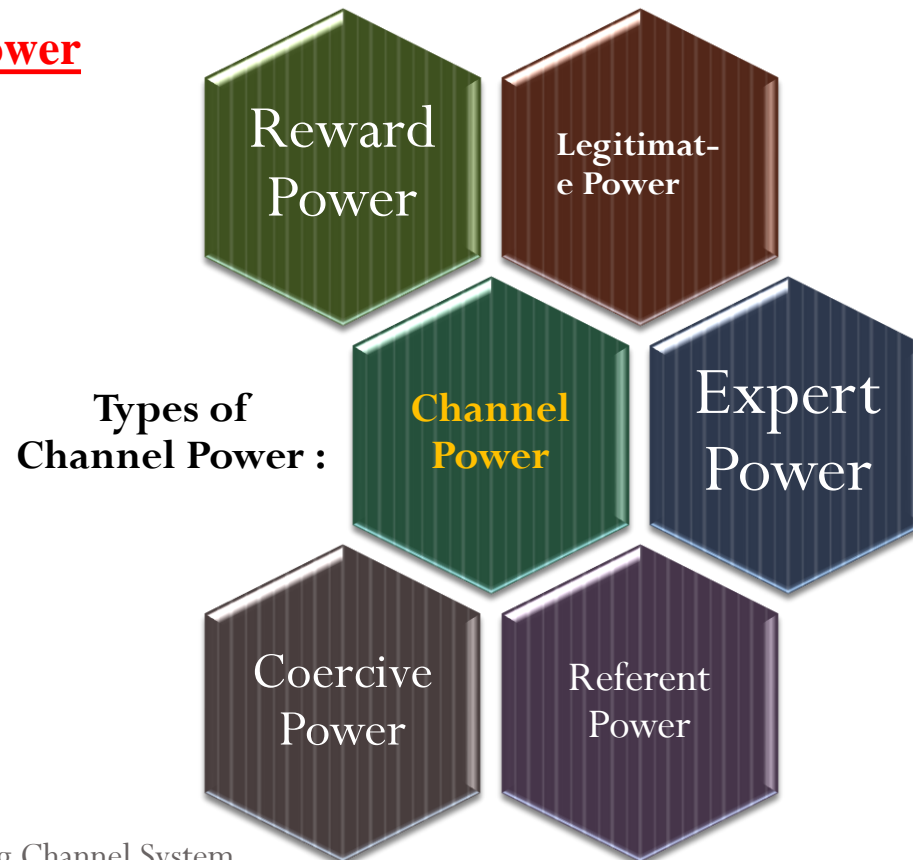 ower
Reward
Power
Legitimat-
e Power
Types of
Channel Power :
Channel
Power
Expert
Power
Coercive
Power
Referent
Power
g Channel System